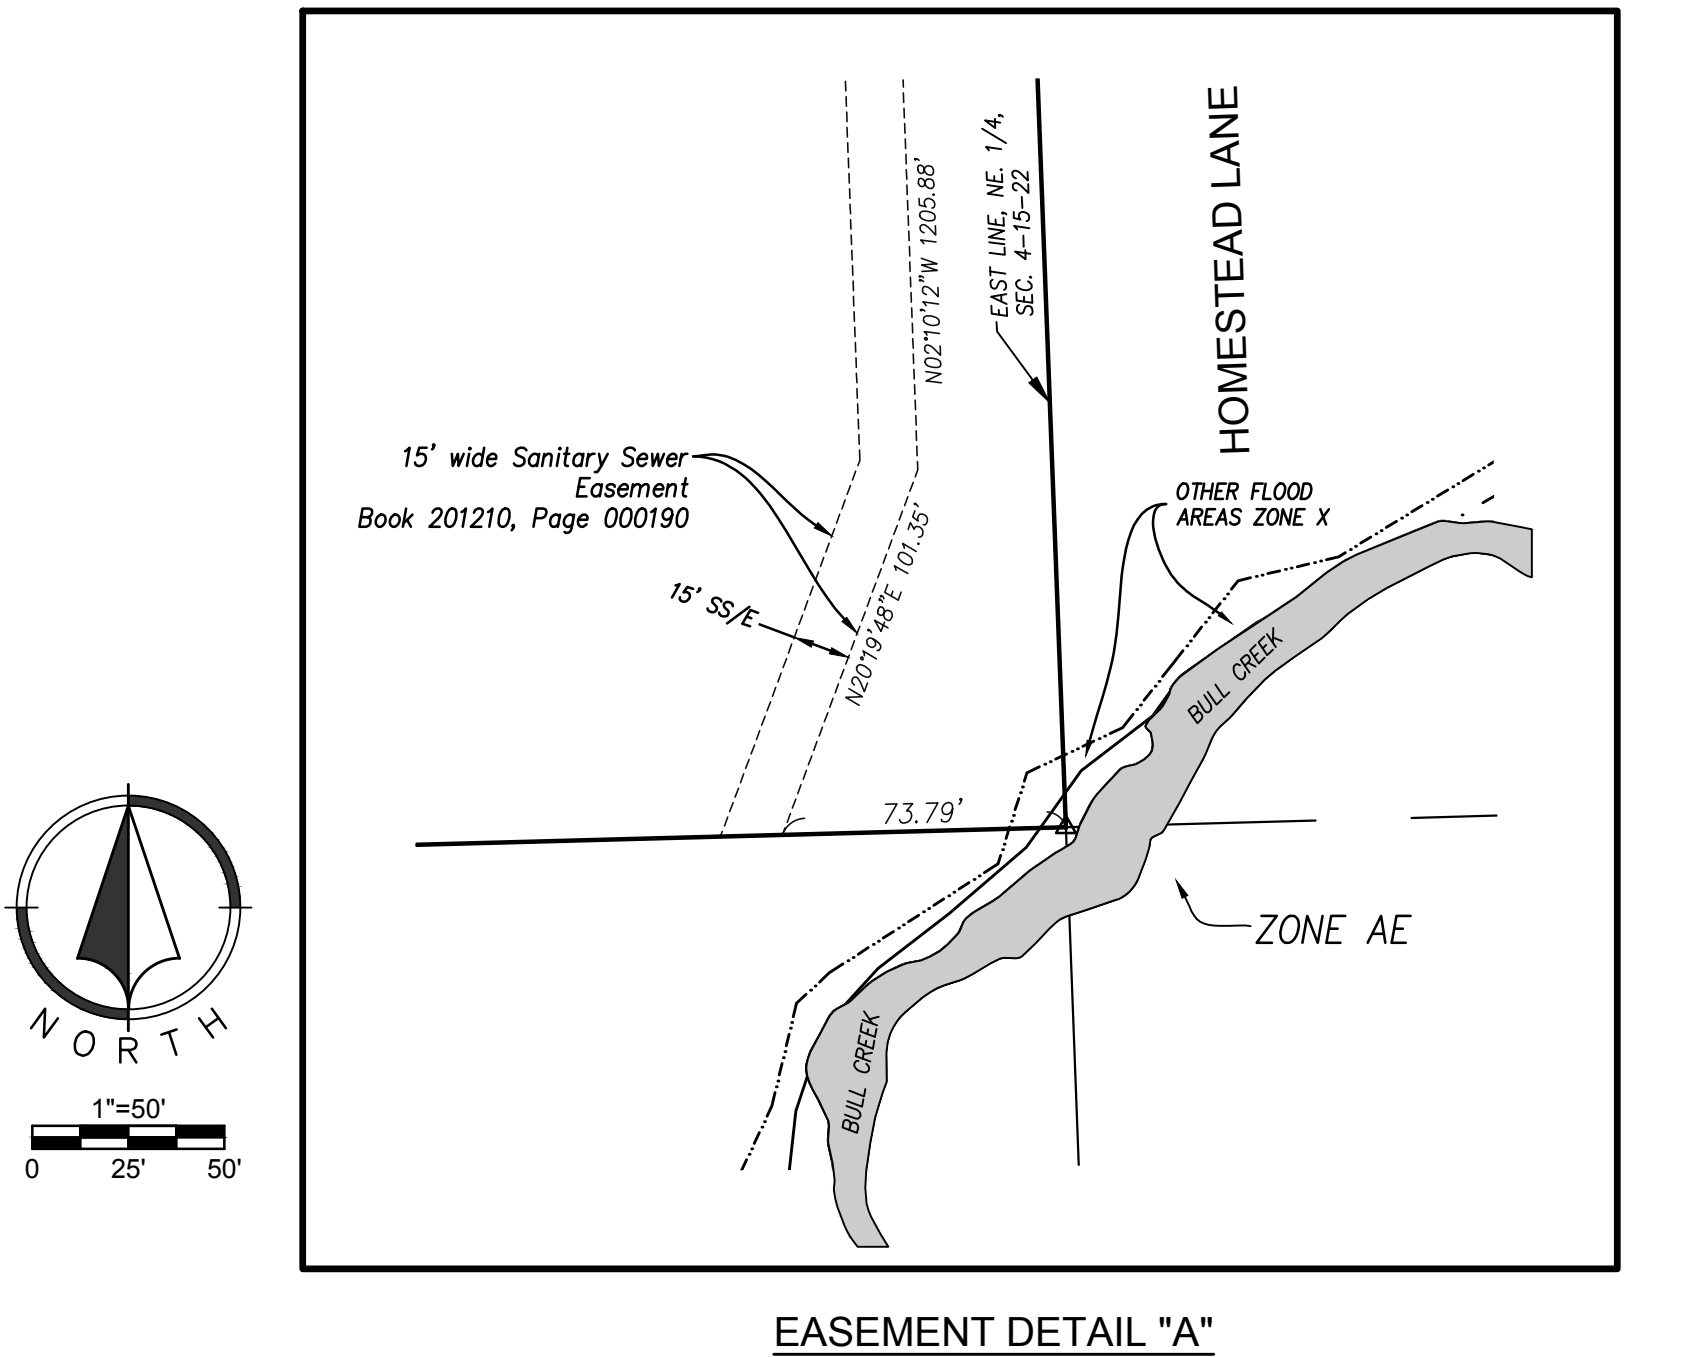 HOMESTEAD LANE
EAST LINE, NE. 1/4,
SEC. 4-15-22
N02°10'12"W 1205.88'
15' wide Sanitary Sewer
Easement
Book 201210, Page 000190
OTHER FLOOD
AREAS ZONE X
15' SS/E
N20°19'48"E 101.35'
BULL CREEK
73.79'
ZONE AE
BULL CREEK
NORTH
1"=50'
0 25' 50'
EASEMENT DETAIL "A"